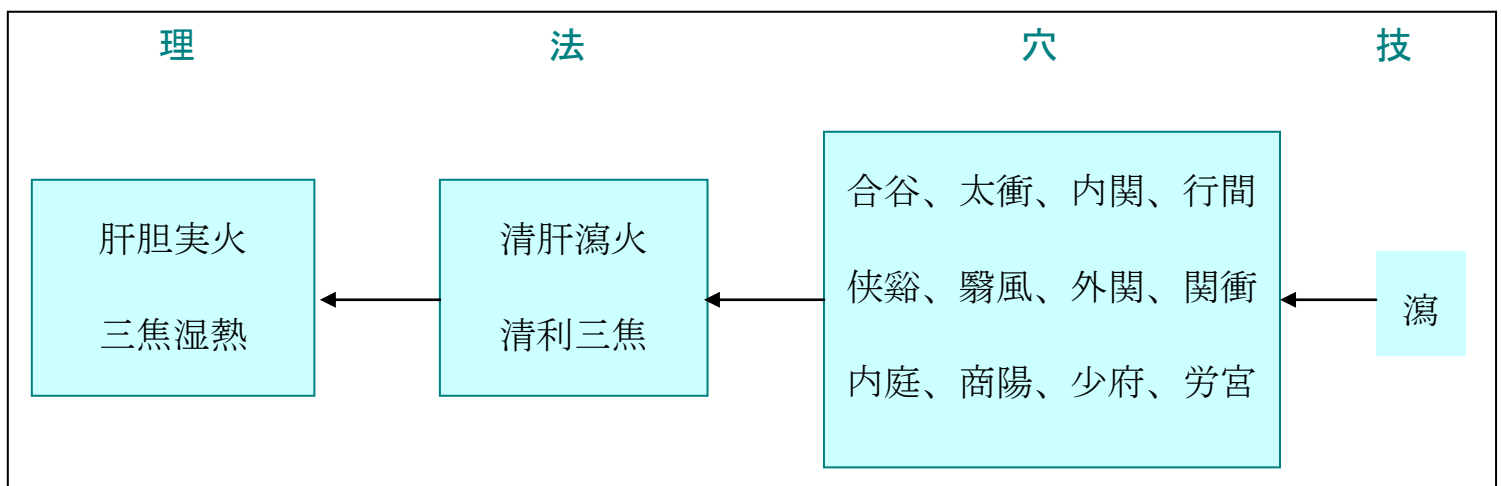 理 法 穴 技
肝胆実火
三焦湿熱
清肝瀉火
清利三焦
合谷、太衝、内関、行間
侠谿、翳風、外関、関衝
内庭、商陽、少府、労宮
瀉